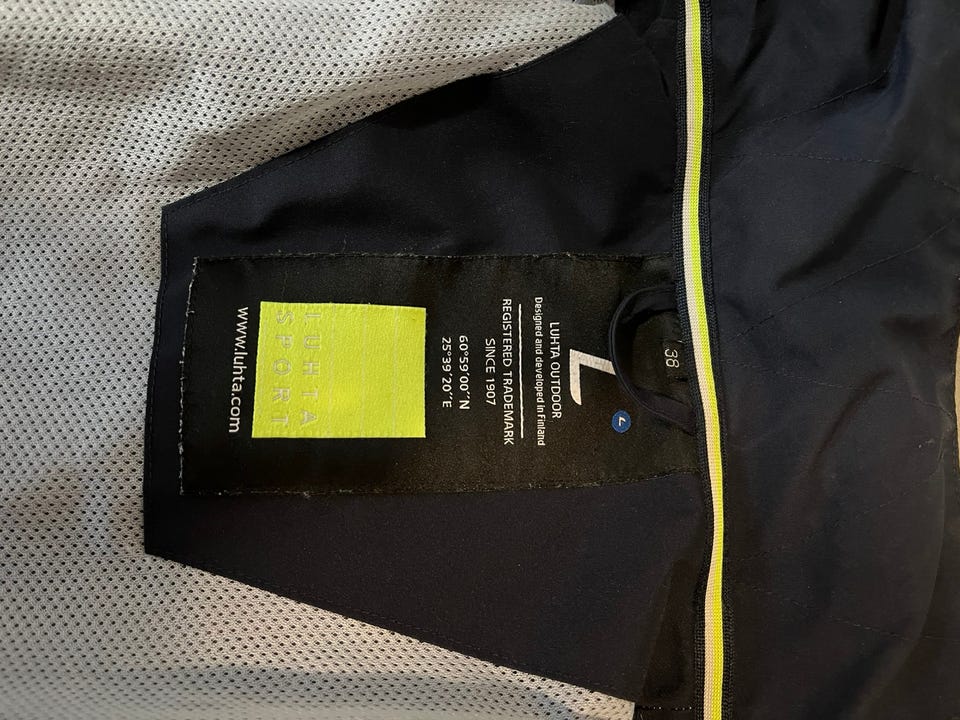 38
L
LUHTA OUTDOOR
Designed and developed in Finland
REGISTERED TRADEMARK
SINCE 1907
60°59'00''N
25°39'20''E
LUHTA
SPORT
www.luhta.com